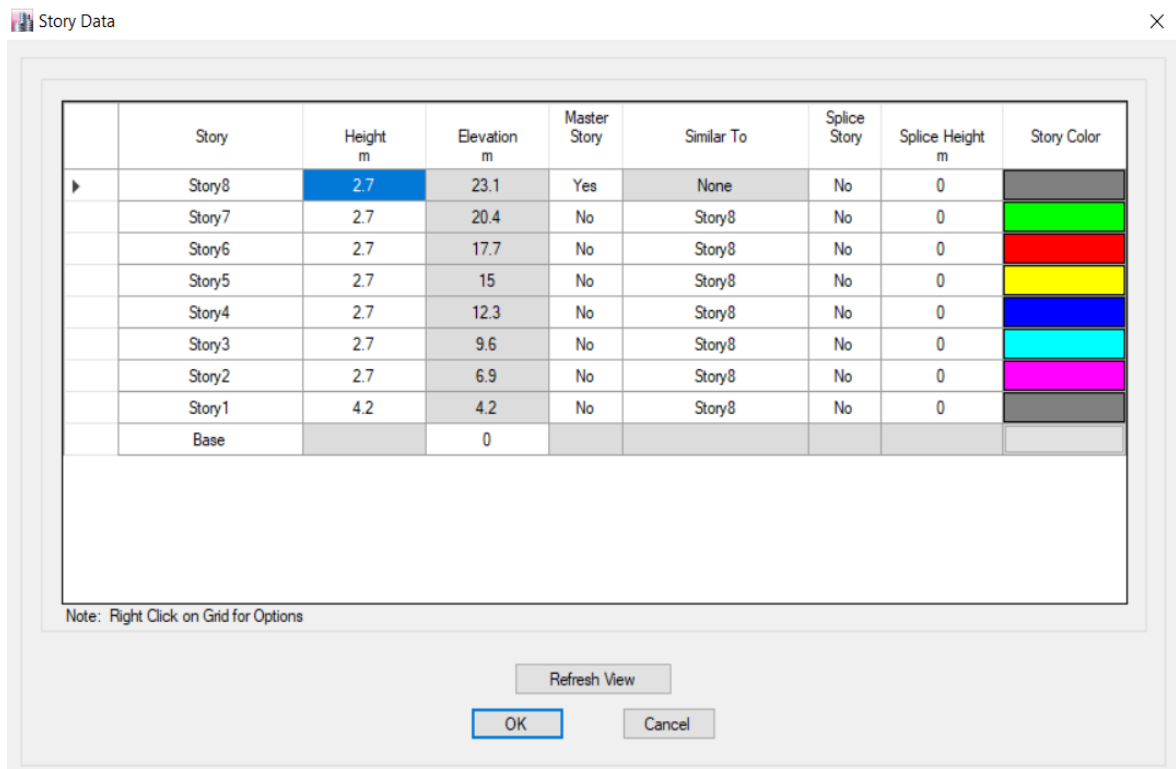 Story Data
Story Height m Elevation m Master Story Similar To Splice Story Splice Height m Story Color
Story8 2.7 23.1 Yes None No 0
Story7 2.7 20.4 No Story8 No 0
Story6 2.7 17.7 No Story8 No 0
Story5 2.7 15 No Story8 No 0
Story4 2.7 12.3 No Story8 No 0
Story3 2.7 9.6 No Story8 No 0
Story2 2.7 6.9 No Story8 No 0
Story1 4.2 4.2 No Story8 No 0
Base 0
Note: Right Click on Grid for Options
Refresh View
OK Cancel